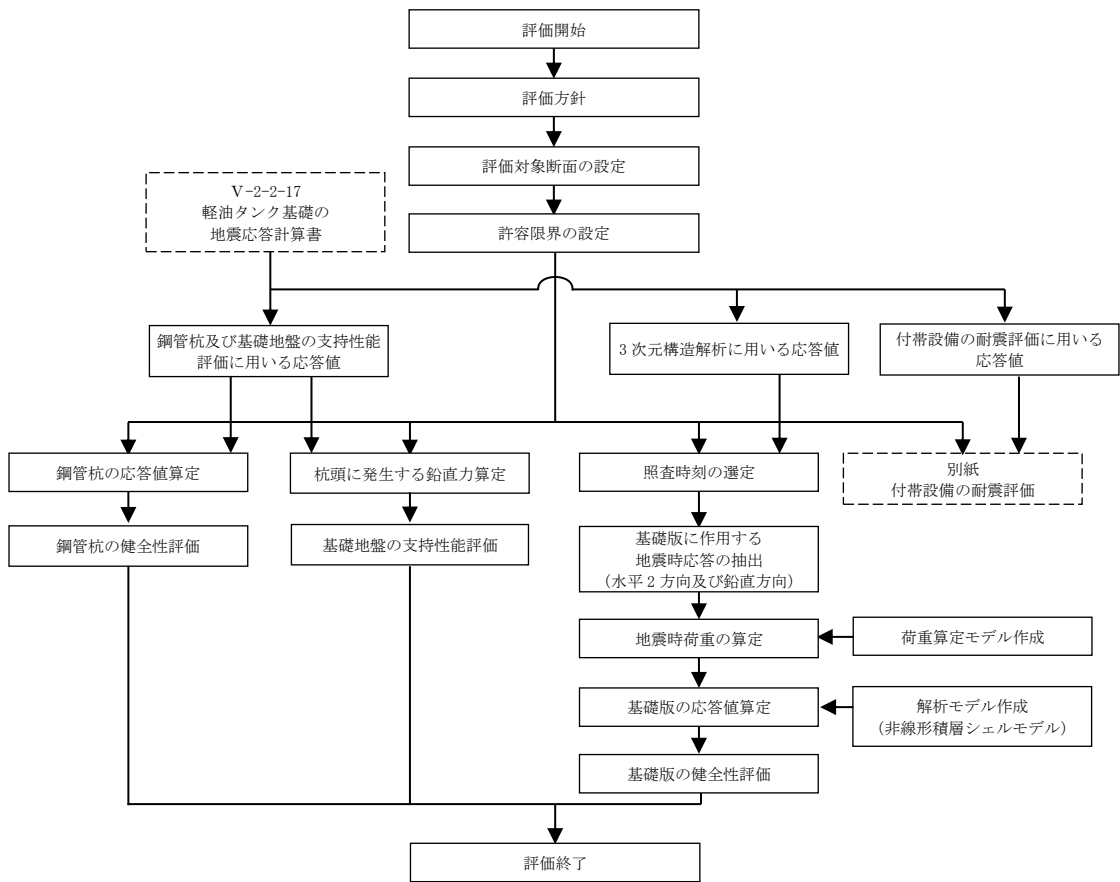 評価開始
評価方針
評価対象断面の設定
Ⅴ-2-2-17
軽油タンク基礎の
地震応答計算書
許容限界の設定
鋼管杭及び基礎地盤の支持性能
評価に用いる応答値
3次元構造解析に用いる応答値
付帯設備の耐震評価に用いる
応答値
鋼管杭の応答値算定
杭頭に発生する鉛直力算定
照査時刻の選定
別紙
付帯設備の耐震評価
鋼管杭の健全性評価
基礎地盤の支持性能評価
基礎版に作用する
地震時応答の抽出
(水平2方向及び鉛直方向)
地震時荷重の算定
荷重算定モデル作成
基礎版の応答値算定
解析モデル作成
(非線形積層シェルモデル)
基礎版の健全性評価
評価終了